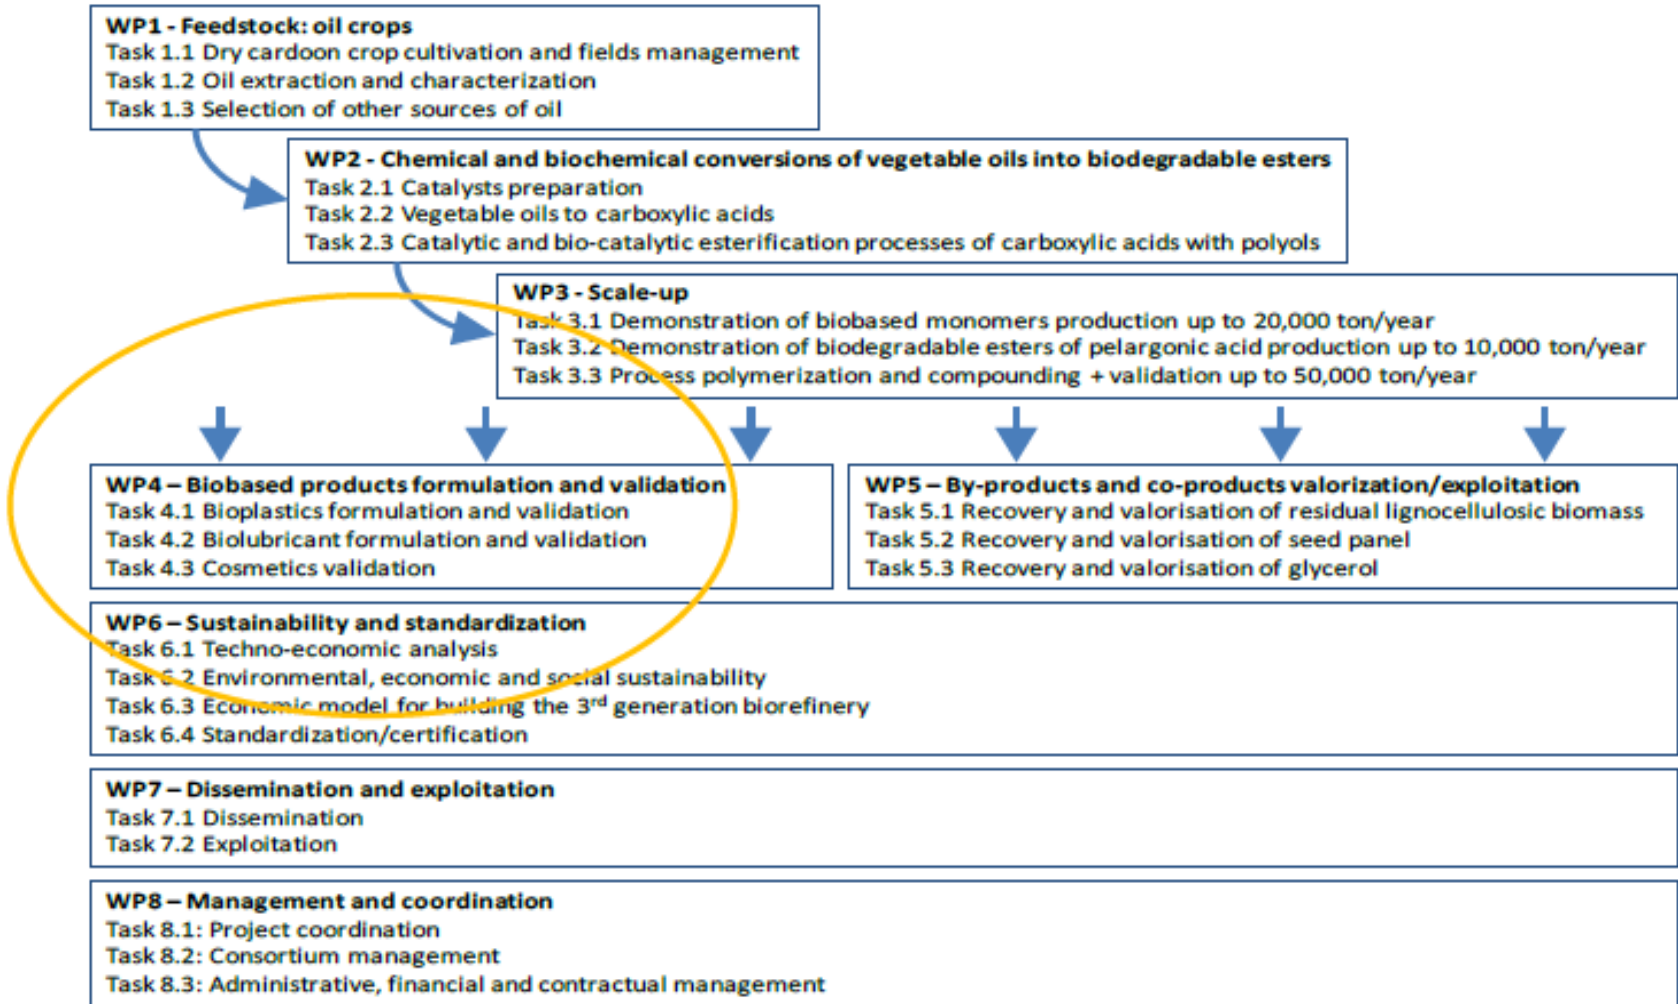 WP1 - Feedstock: oil crops
Task 1.1 Dry cardoon crop cultivation and fields management
Task 1.2 Oil extraction and characterization
Task 1.3 Selection of other sources of oil
WP2 - Chemical and biochemical conversions of vegetable oils into biodegradable esters
Task 2.1 Catalysts preparation
Task 2.2 Vegetable oils to carboxylic acids
Task 2.3 Catalytic and bio-catalytic esterification processes of carboxylic acids with polyols
WP3 - Scale-up
Task 3.1 Demonstration of biobased monomers production up to 20,000 ton/year
Task 3.2 Demonstration of biodegradable esters of pelargonic acid production up to 10,000 ton/year
Task 3.3 Process polymerization and compounding + validation up to 50,000 ton/year
WP4 – Biobased products formulation and validation
Task 4.1 Bioplastics formulation and validation
Task 4.2 Biolubricant formulation and validation
Task 4.3 Cosmetics validation
WP5 – By-products and co-products valorization/exploitation
Task 5.1 Recovery and valorisation of residual lignocellulosic biomass
Task 5.2 Recovery and valorisation of seed panel
Task 5.3 Recovery and valorisation of glycerol
WP6 – Sustainability and standardization
Task 6.1 Techno-economic analysis
Task 6.2 Environmental, economic and social sustainability
Task 6.3 Economic model for building the 3rd generation biorefinery
Task 6.4 Standardization/certification
WP7 – Dissemination and exploitation
Task 7.1 Dissemination
Task 7.2 Exploitation
WP8 – Management and coordination
Task 8.1: Project coordination
Task 8.2: Consortium management
Task 8.3: Administrative, financial and contractual management